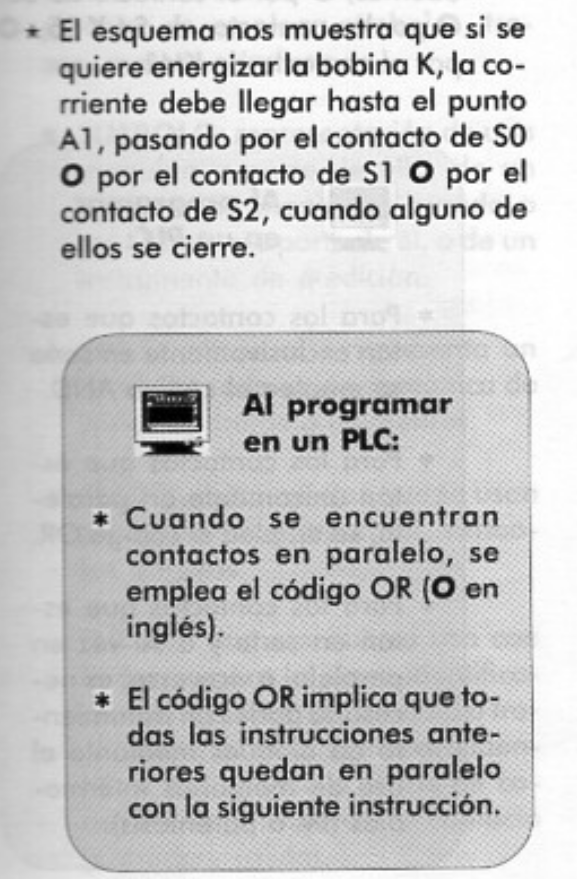 * El esquema nos muestra que si se
quiere energizar la bobina K, la co-
rriente debe llegar hasta el punto
A1, pasando por el contacto de S0
O por el contacto de S1 O por el
contacto de S2, cuando alguno de
ellos se cierre.
Al programar
en un PLC:
* Cuando se encuentran
contactos en paralelo, se
emplea el código OR (O en
inglés).
* El código OR implica que to-
das las instrucciones ante-
riores quedan en paralelo
con la siguiente instrucción.